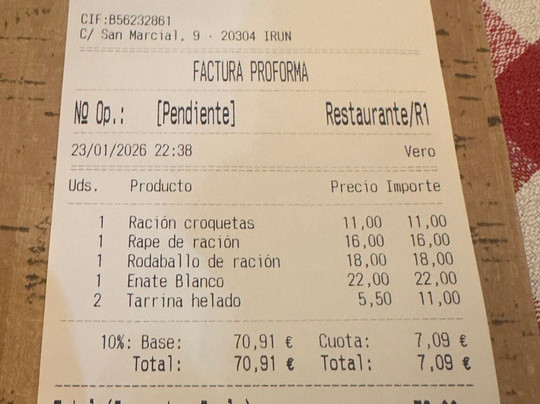 CIF:B56232861
C/ San Marcial, 9 - 20304 IRUN
FACTURA PROFORMA
Nº Op.: [Pendiente] Restaurante/R1
23/01/2026 22:38 Vero
Uds. Producto Precio Importe
1 Ración croquetas 11,00 11,00
1 Rape de ración 16,00 16,00
1 Rodaballo de ración 18,00 18,00
1 Enate Blanco 22,00 22,00
2 Tarrina helado 5,50 11,00
10%: Base: 70,91 € Cuota: 7,09 €
Total: 70,91 € Total: 7,09 €